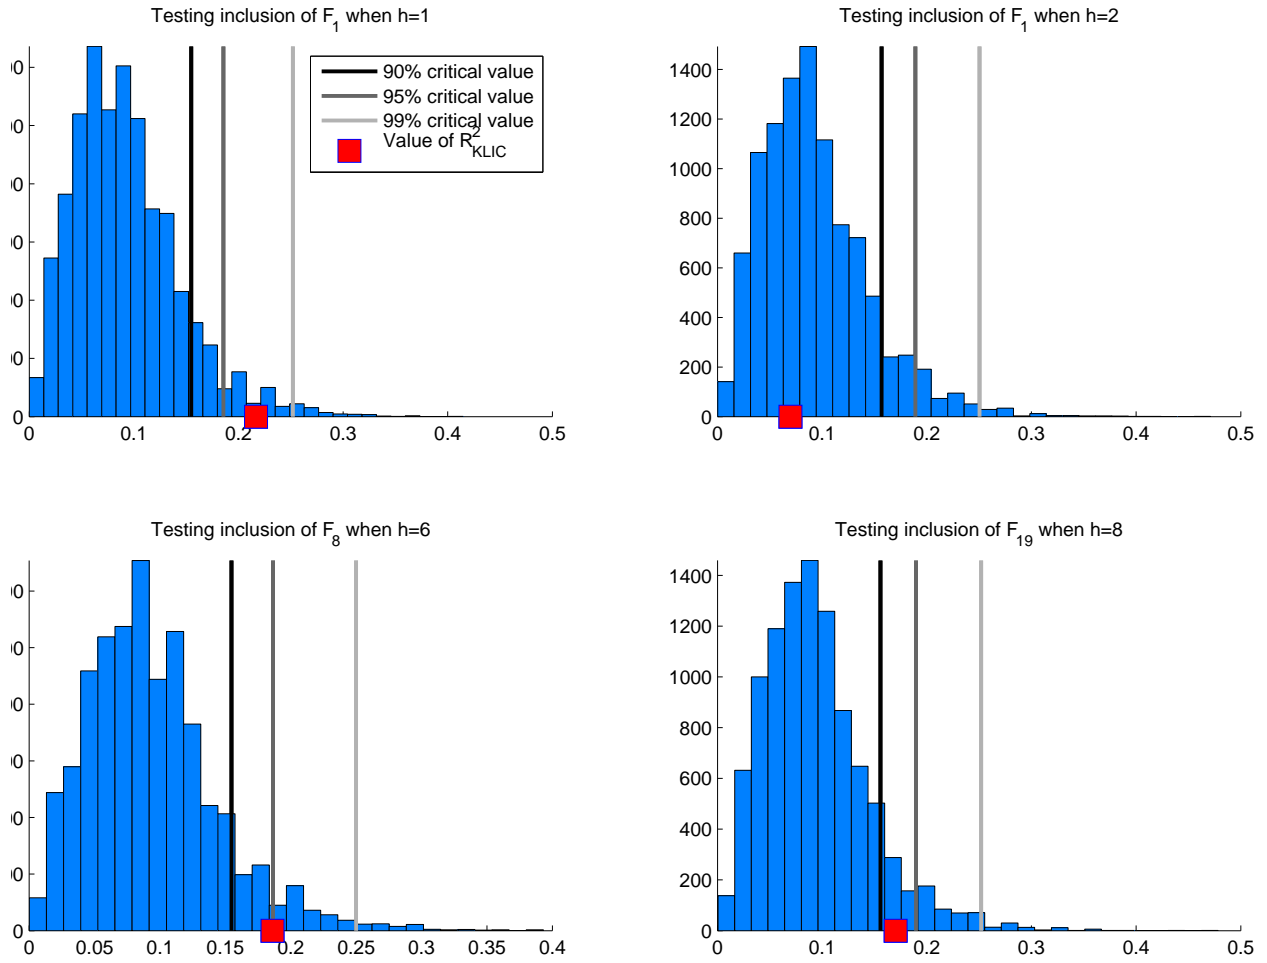 Testing inclusion of F1 when h=1
90% critical value
95% critical value
99% critical value
Value of R²KLIC
0 0.1 0.2 0.3 0.4 0.5
0
Testing inclusion of F1 when h=2
1400
1200
1000
800
600
400
200
0
0 0.1 0.2 0.3 0.4 0.5
Testing inclusion of F8 when h=6
0
0 0.05 0.1 0.15 0.2 0.25 0.3 0.35 0.4
Testing inclusion of F19 when h=8
1400
1200
1000
800
600
400
200
0
0 0.1 0.2 0.3 0.4 0.5